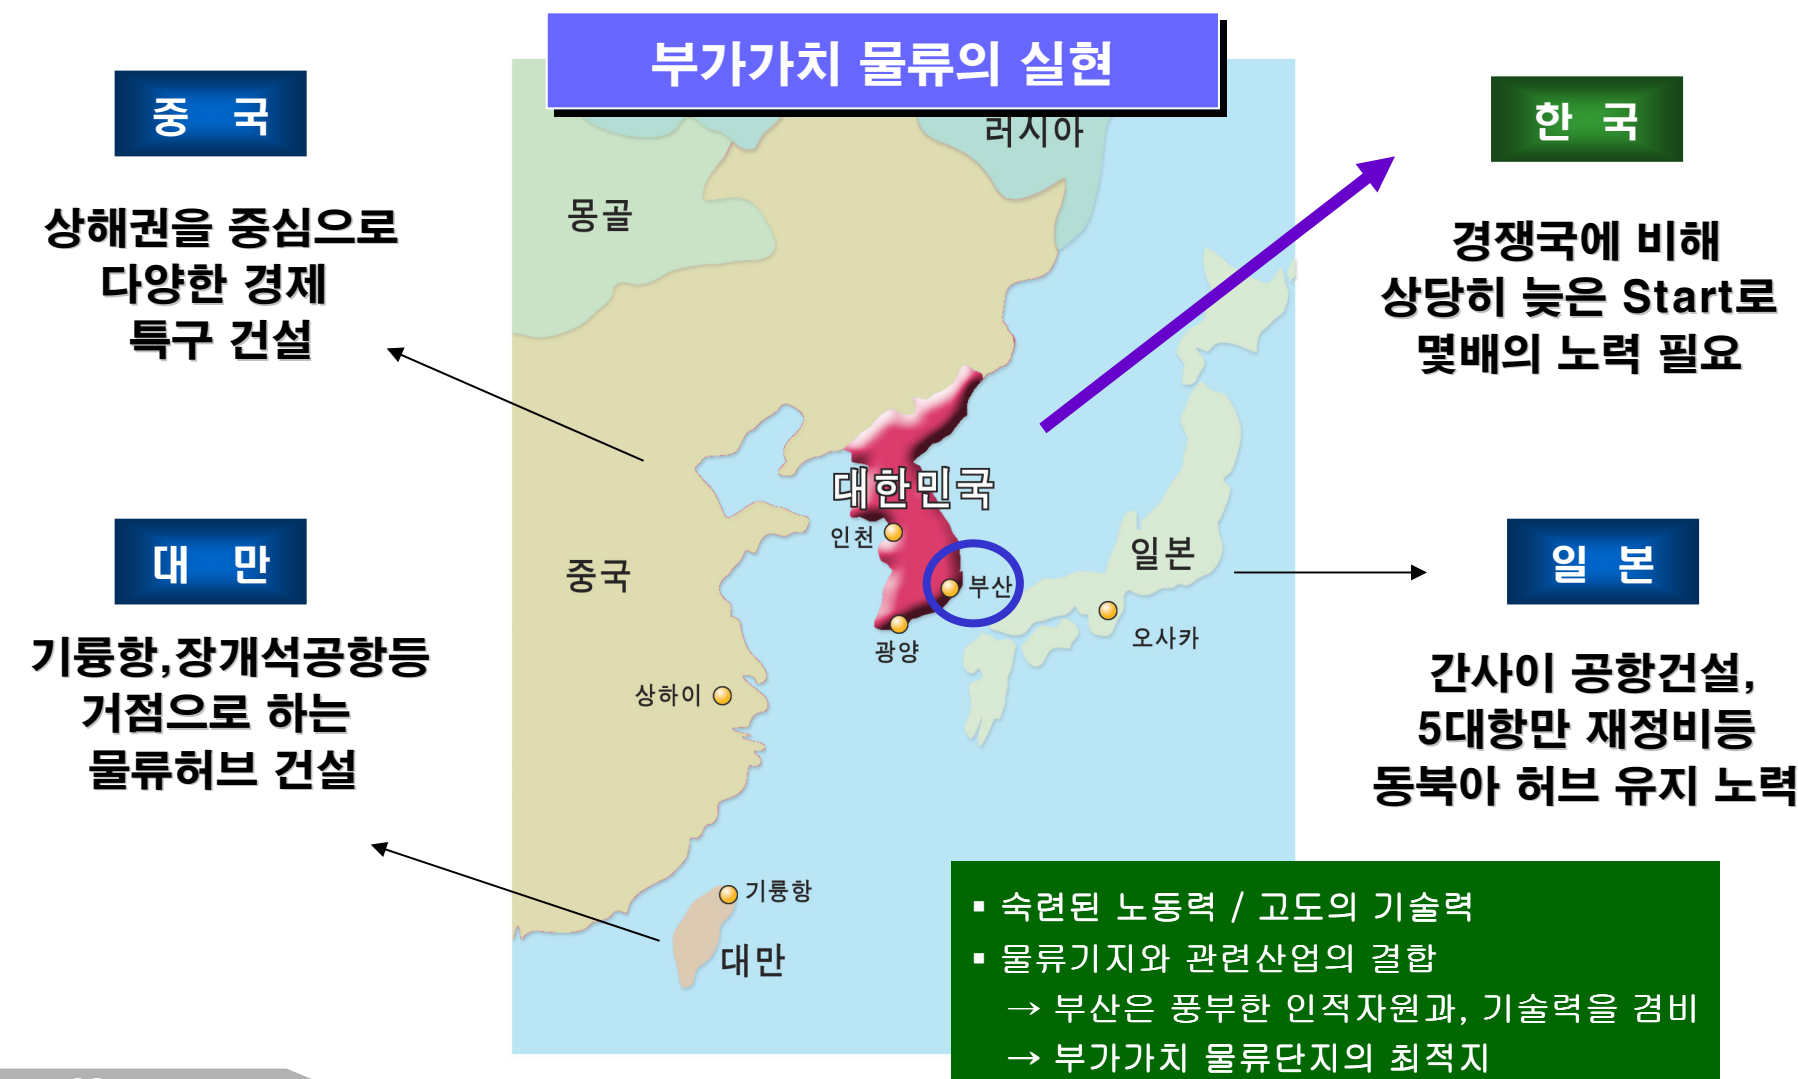 부가가치 물류의 실현
중 국
상해권을 중심으로
다양한 경제
특구 건설
대 만
기륭항,장개석공항등
거점으로 하는
물류허브 건설
러시아
몽골
대한민국
인천
부산
광양
중국
일본
오사카
상하이
기륭항
대만
한 국
경쟁국에 비해
상당히 늦은 Start로
몇배의 노력 필요
일 본
간사이 공항건설,
5대항만 재정비등
동북아 허브 유지 노력
▪ 숙련된 노동력 / 고도의 기술력
▪ 물류기지와 관련산업의 결합
→ 부산은 풍부한 인적자원과, 기술력을 겸비
→ 부가가치 물류단지의 최적지